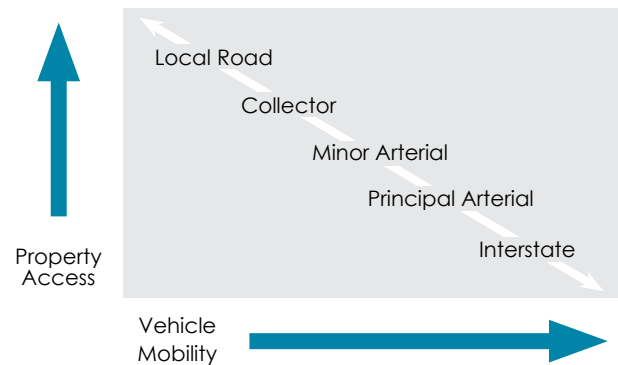 Local Road
Collector
Minor Arterial
Principal Arterial
Interstate
Property
Access
Vehicle
Mobility